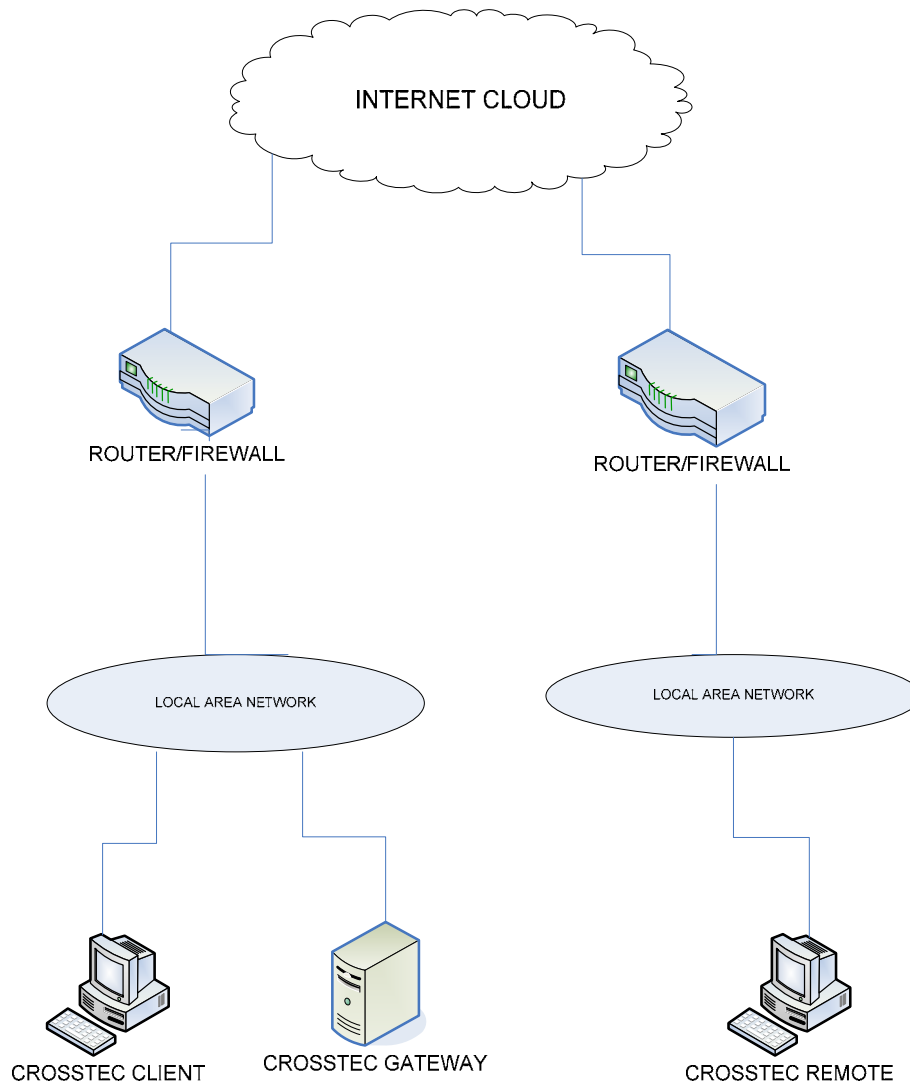 INTERNET CLOUD
ROUTER/FIREWALL
ROUTER/FIREWALL
LOCAL AREA NETWORK
LOCAL AREA NETWORK
CROSSTEC CLIENT
CROSSTEC GATEWAY
CROSSTEC REMOTE